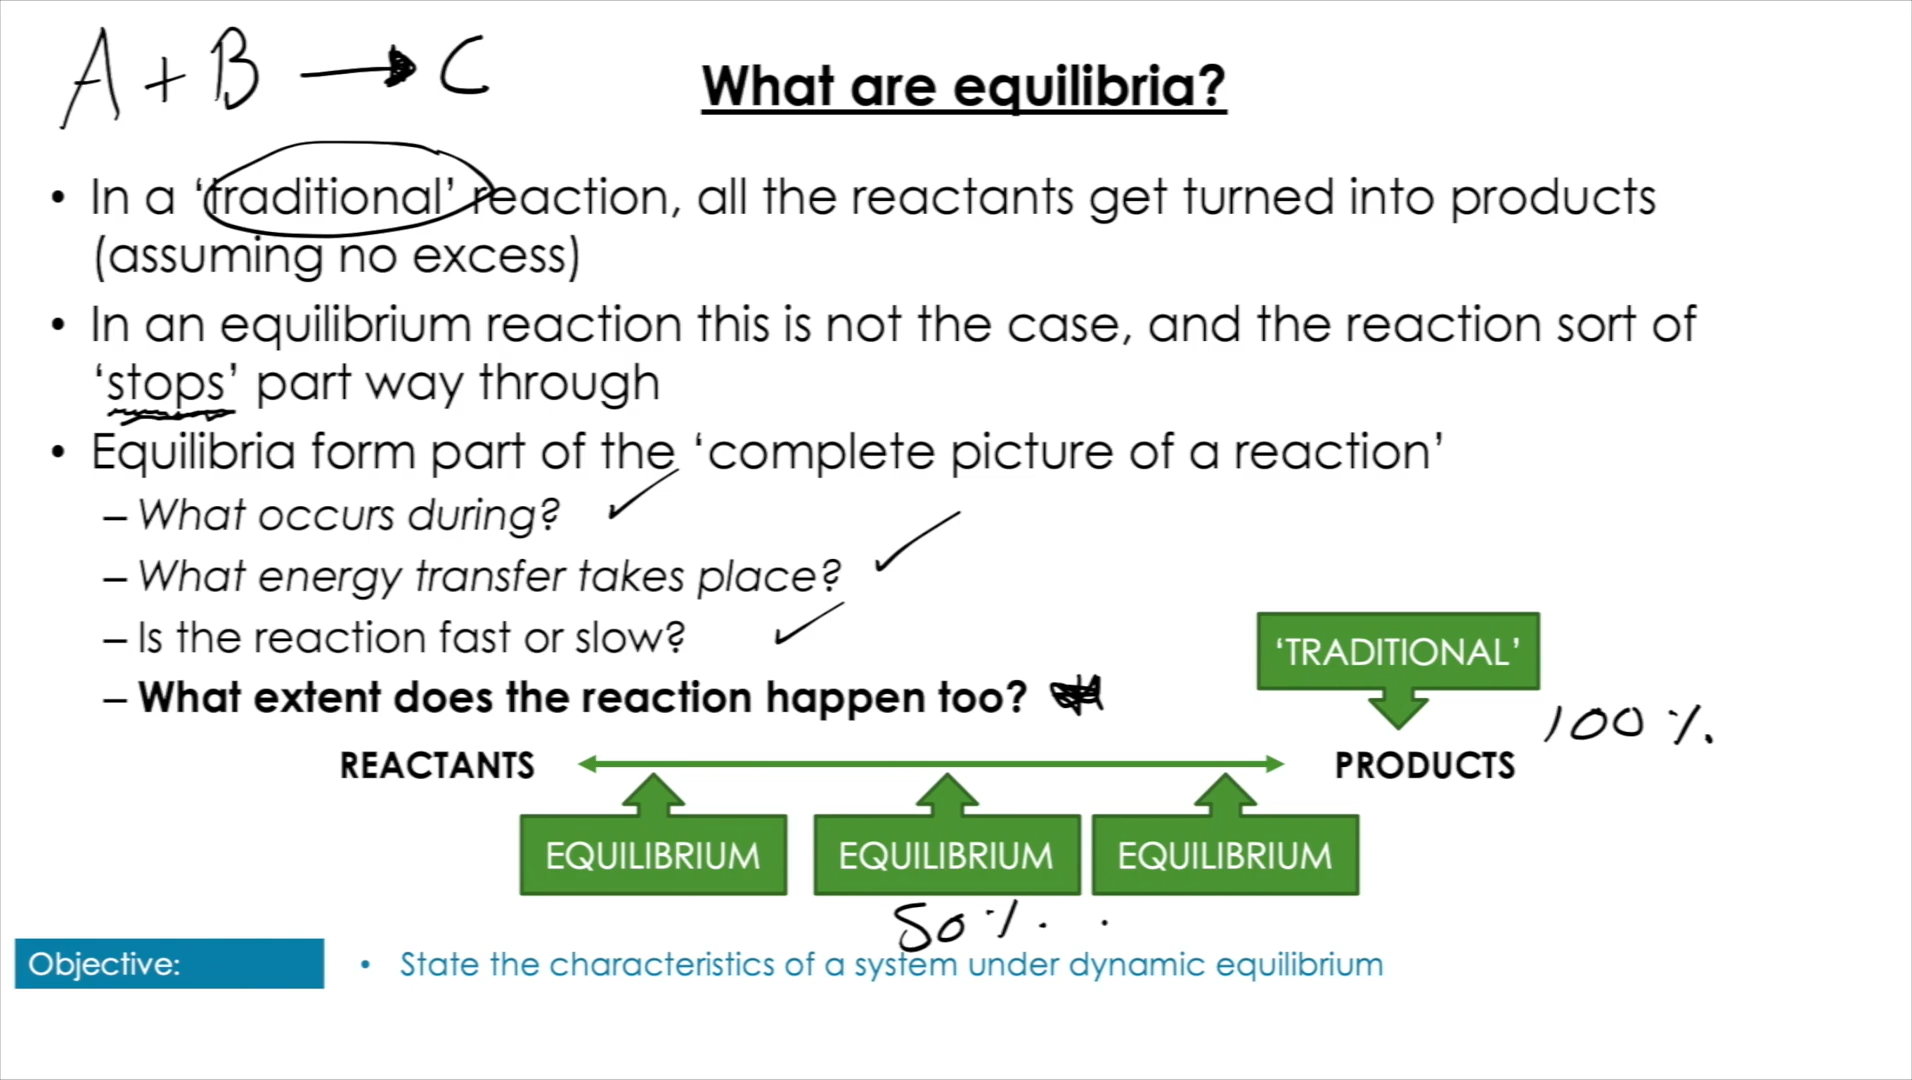 A + B → C
What are equilibria?
• In a ‘traditional’ reaction, all the reactants get turned into products
(assuming no excess)
• In an equilibrium reaction this is not the case, and the reaction sort of
‘stops’ part way through
• Equilibria form part of the ‘complete picture of a reaction’
– What occurs during?
– What energy transfer takes place?
– Is the reaction fast or slow?
– What extent does the reaction happen too?
‘TRADITIONAL’
100%
REACTANTS PRODUCTS
EQUILIBRIUM EQUILIBRIUM EQUILIBRIUM
50%
Objective: • State the characteristics of a system under dynamic equilibrium